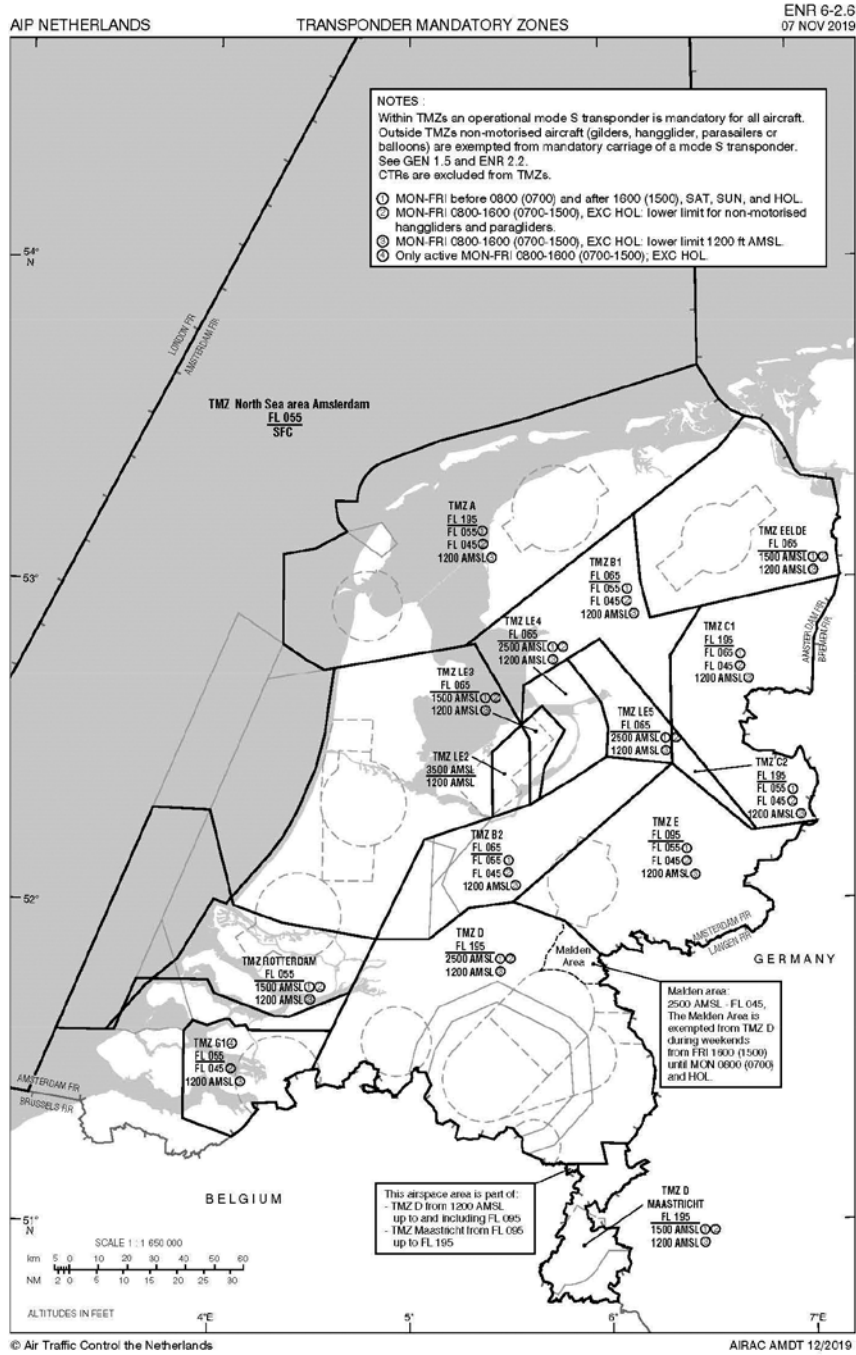 AIP NETHERLANDS
TRANSPONDER MANDATORY ZONES
ENR 6-2.6
07 NOV 2019
NOTES :
Within TMZs an operational mode S transponder is mandatory for all aircraft.
Outside TMZs non-motorised aircraft (gilders, hangglider, parasailers or
balloons) are exempted from mandatory carriage of a mode S transponder.
See GEN 1.5 and ENR 2.2.
CTRs are excluded from TMZs.
① MON-FRI before 0800 (0700) and after 1600 (1500), SAT, SUN, and HOL.
② MON-FRI 0800-1600 (0700-1500), EXC HOL: lower limit for non-motorised
hanggliders and paragliders.
③ MON-FRI 0800-1600 (0700-1500), EXC HOL: lower limit 1200 ft AMSL.
④ Only active MON-FRI 0800-1600 (0700-1500); EXC HOL.
54°
N
LONDON FIR
AMSTERDAM FIR
TMZ North Sea area Amsterdam
FL 055
SFC
TMZ A
FL 195
FL 055①
FL 045②
1200 AMSL③
TMZ EELDE
FL 065
1500 AMSL①②
1200 AMSL③
53°
TMZ B1
FL 065
FL 055①
FL 045②
1200 AMSL③
TMZ LE4
FL 065
2500 AMSL①②
1200 AMSL③
TMZ C1
FL 195
FL 065①
FL 045②
1200 AMSL③
AMSTERDAM FIR
BREMEN FIR
TMZ LE3
FL 065
1500 AMSL①②
1200 AMSL③
TMZ LE5
FL 065
2500 AMSL①②
1200 AMSL③
TMZ LE2
3500 AMSL
1200 AMSL
TMZ C2
FL 195
FL 055①
FL 045②
1200 AMSL③
TMZ B2
FL 065
FL 055①
FL 045②
1200 AMSL③
TMZ E
FL 095
FL 055①
FL 045②
1200 AMSL③
52°
AMSTERDAM FIR
LANGEN FIR
TMZ D
FL 195
2500 AMSL①②
1200 AMSL③
Malden
Area
GERMANY
TMZ ROTTERDAM
FL 055
1500 AMSL①②
1200 AMSL③
Malden area:
2500 AMSL - FL 045,
The Malden Area is
exempted from TMZ D
during weekends
from FRI 1600 (1500)
until MON 0800 (0700)
and HOL.
TMZ G1④
FL 055
FL 045②
1200 AMSL③
AMSTERDAM FIR
BRUSSELS FIR
BELGIUM
This airspace area is part of:
- TMZ D from 1200 AMSL
up to and including FL 095
- TMZ Maastricht from FL 095
up to FL 195
TMZ D
MAASTRICHT
FL 195
1500 AMSL①②
1200 AMSL③
51°
N
SCALE 1 : 1 650 000
km 5 0 10 20 30 40 50 60
NM 2 0 5 10 15 20 25 30
ALTITUDES IN FEET
4°E
5°
6°
7°E
© Air Traffic Control the Netherlands
AIRAC AMDT 12/2019